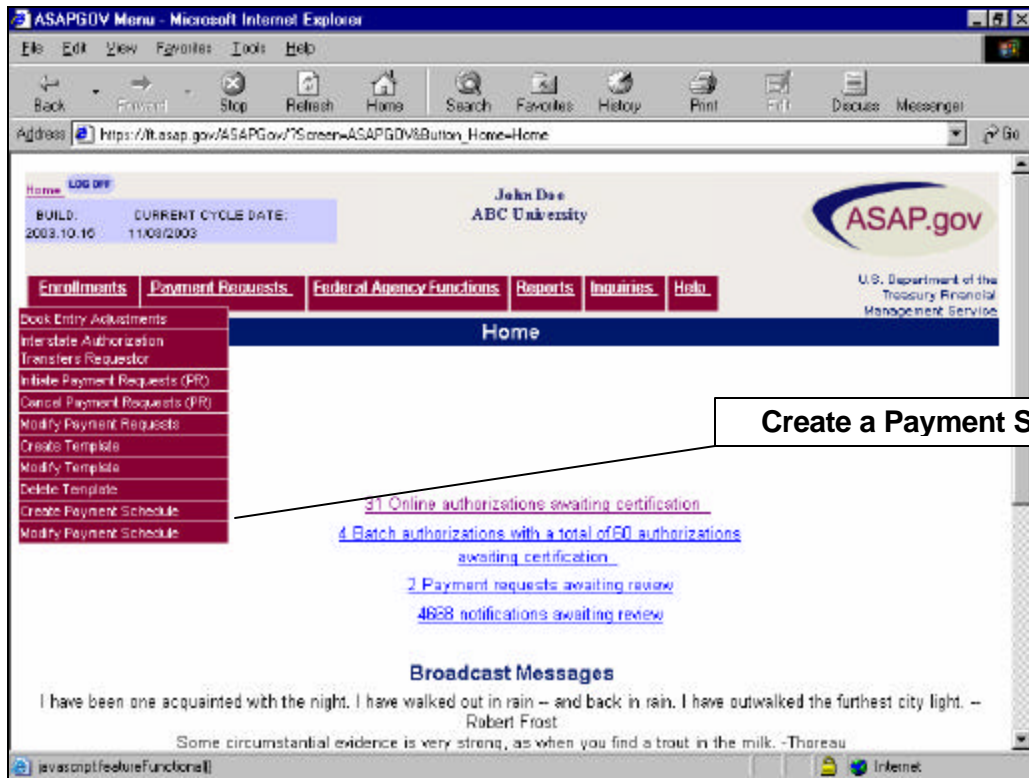 ASAPGOV Menu - Microsoft Internet Explorer
File Edit View Favorites Tools Help
Back Forward Stop Refresh Home Search Favorites History Print Edit Discuss Messenger
Address https://ft.asap.gov/ASAPGov/?Screen=ASAPGOV&Button_Home=Home Go
Home LOG OFF
John Doe
ABC University
BUILD: CURRENT CYCLE DATE:
2003.10.16 11/03/2003
ASAP.gov
U.S. Department of the
Treasury Financial
Management Service
Enrollments Payment Requests Federal Agency Functions Reports Inquiries Help
Home
Book Entry Adjustments
Interstate Authorization
Transfers Requestor
Initiate Payment Requests (PR)
Cancel Payment Requests (PR)
Modify Payment Requests
Create Template
Modify Template
Delete Template
Create Payment Schedule
Modify Payment Schedule
Create a Payment S
31 Online authorizations awaiting certification
4 Batch authorizations with a total of 60 authorizations
awaiting certification
2 Payment requests awaiting review
4668 notifications awaiting review
Broadcast Messages
I have been one acquainted with the night. I have walked out in rain -- and back in rain. I have outwalked the furthest city light. --
Robert Frost
Some circumstantial evidence is very strong, as when you find a trout in the milk. -Thoreau
javascript:featureFunctional() Internet